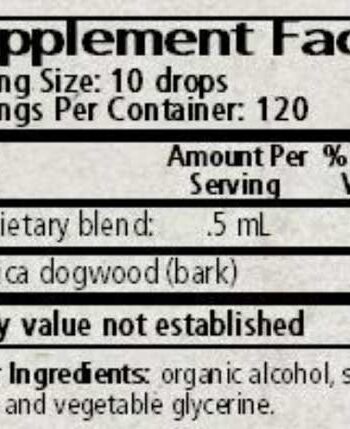 pplement Fac
ng Size: 10 drops
ngs Per Container: 120
Amount Per %
Serving V
ietary blend: .5 mL
ica dogwood (bark)
y value not established
r Ingredients: organic alcohol, s
and vegetable glycerine.